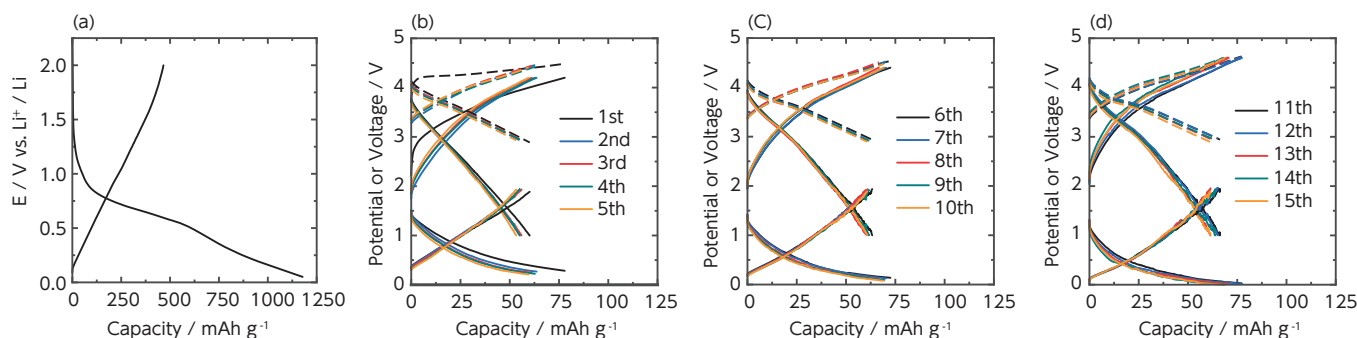 (a)
E / V vs. Li⁺ / Li
2.0
1.5
1.0
0.5
0.0
0 250 500 750 1000 1250
Capacity / mAh g⁻¹
(b)
Potential or Voltage / V
5
4
3
2
1
0
1st
2nd
3rd
4th
5th
0 25 50 75 100 125
Capacity / mAh g⁻¹
(C)
Potential or Voltage / V
5
4
3
2
1
0
6th
7th
8th
9th
10th
0 25 50 75 100 125
Capacity / mAh g⁻¹
(d)
Potential or Voltage / V
5
4
3
2
1
0
11th
12th
13th
14th
15th
0 25 50 75 100 125
Capacity / mAh g⁻¹